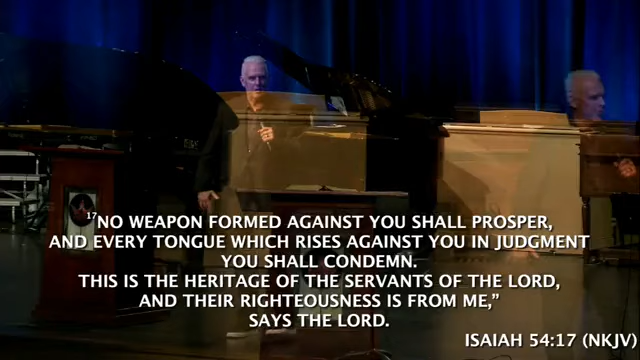 ¹⁷NO WEAPON FORMED AGAINST YOU SHALL PROSPER,
AND EVERY TONGUE WHICH RISES AGAINST YOU IN JUDGMENT
YOU SHALL CONDEMN.
THIS IS THE HERITAGE OF THE SERVANTS OF THE LORD,
AND THEIR RIGHTEOUSNESS IS FROM ME,”
SAYS THE LORD.
ISAIAH 54:17 (NKJV)